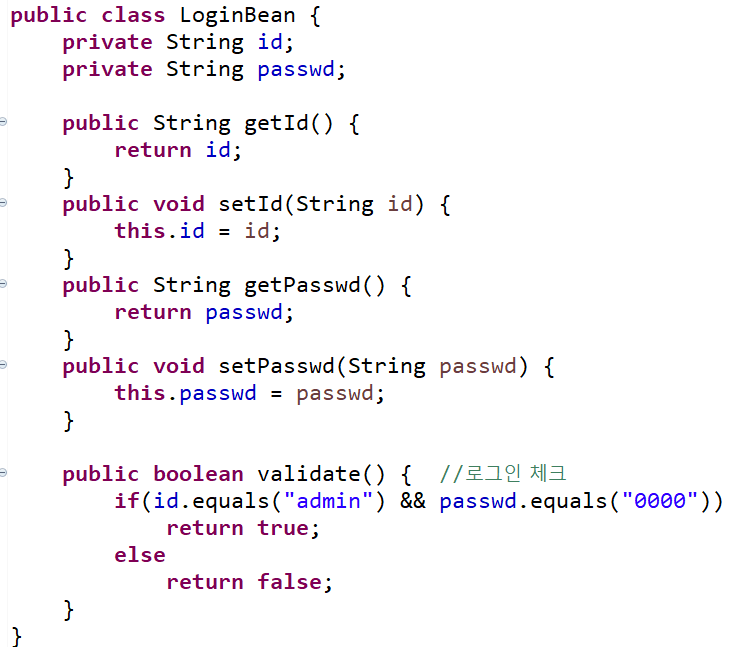 public class LoginBean {
    private String id;
    private String passwd;

    public String getId() {
        return id;
    }
    public void setId(String id) {
        this.id = id;
    }
    public String getPasswd() {
        return passwd;
    }
    public void setPasswd(String passwd) {
        this.passwd = passwd;
    }

    public boolean validate() {  //로그인 체크
        if(id.equals("admin") && passwd.equals("0000"))
            return true;
        else
            return false;
    }
}